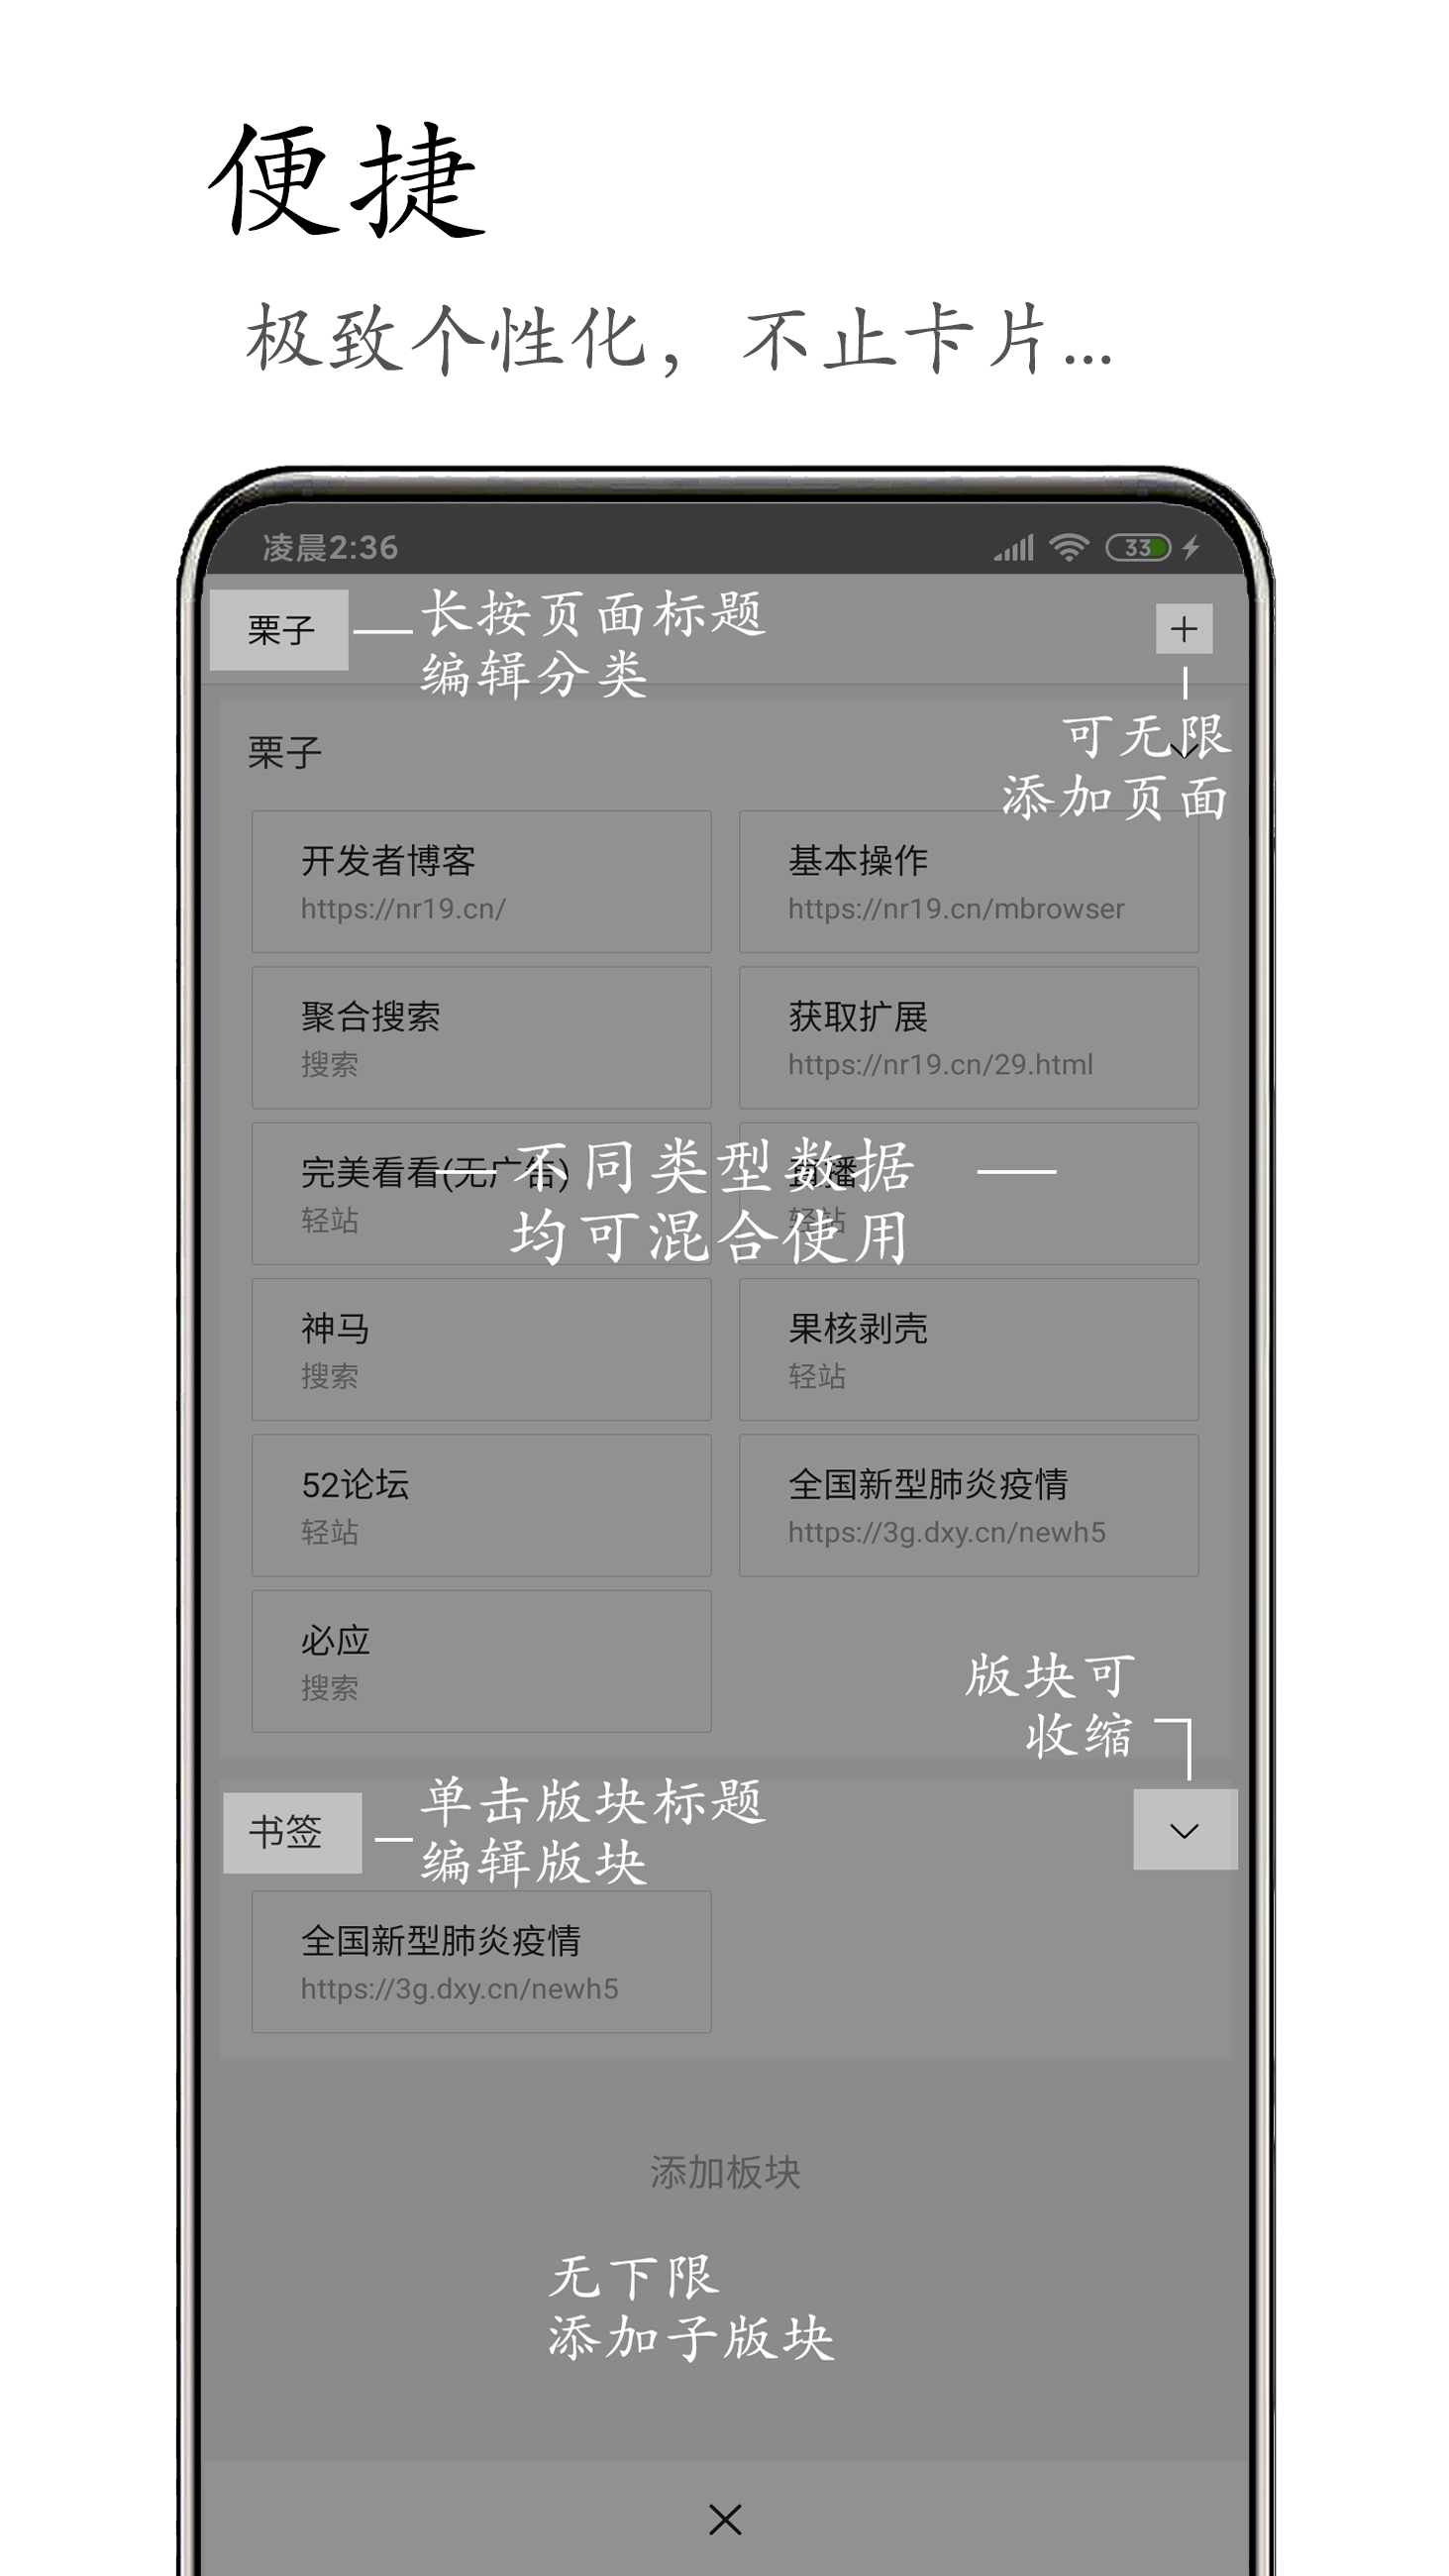 便捷
极致个性化，不止卡片...
凌晨2:36
33
栗子
长按页面标题
编辑分类
可无限
添加页面
栗子
开发者博客
https://nr19.cn/
基本操作
https://nr19.cn/mbrowser
聚合搜索
搜索
获取扩展
https://nr19.cn/29.html
完美看看(无广告)
轻站
播
轻站
不同类型数据
均可混合使用
神马
搜索
果核剥壳
轻站
52论坛
轻站
全国新型肺炎疫情
https://3g.dxy.cn/newh5
必应
搜索
版块可
收缩
书签
单击版块标题
编辑版块
全国新型肺炎疫情
https://3g.dxy.cn/newh5
添加板块
无下限
添加子版块